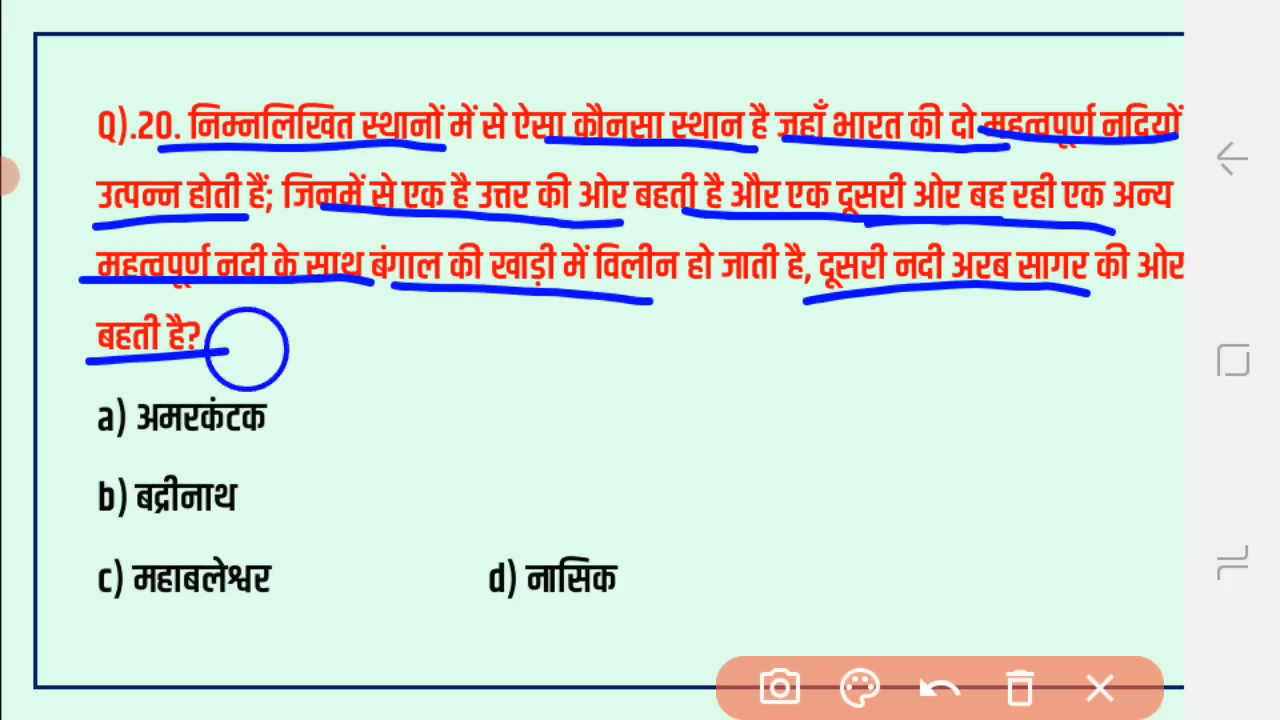 Q).20. निम्नलिखित स्थानों में से ऐसा कौनसा स्थान है जहाँ भारत की दो महत्वपूर्ण नदियों
उत्पन्न होती हैं; जिनमें से एक है उत्तर की ओर बहती है और एक दूसरी ओर बह रही एक अन्य
महत्वपूर्ण नदी के साथ बंगाल की खाड़ी में विलीन हो जाती है, दूसरी नदी अरब सागर की ओर
बहती है?
a) अमरकंटक
b) बद्रीनाथ
c) महाबलेश्वर d) नासिक